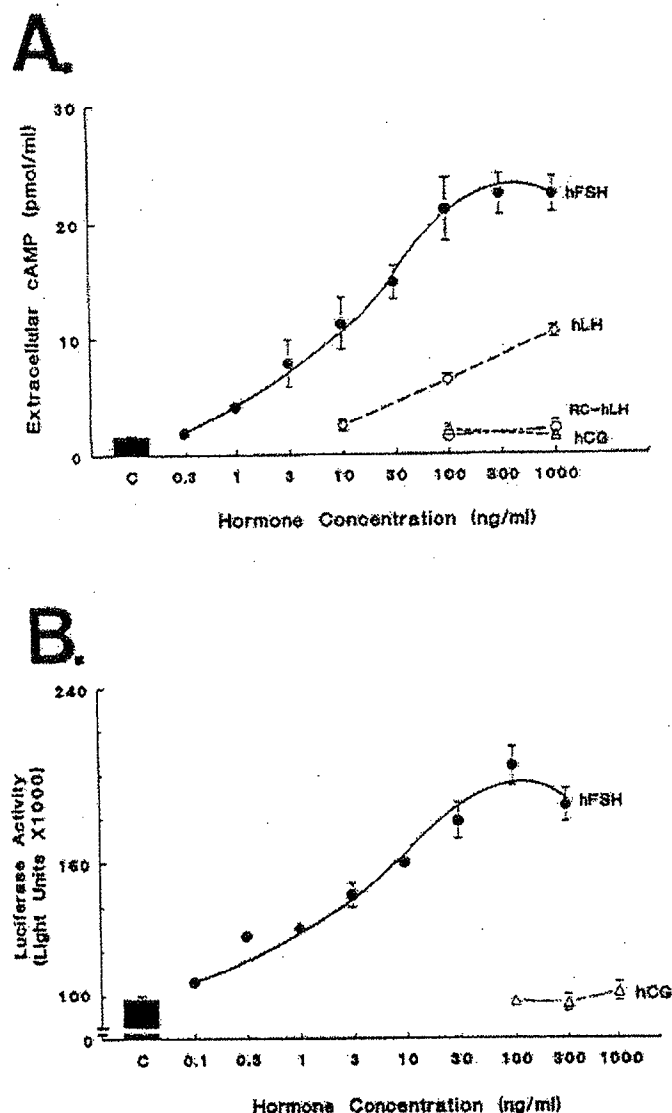 A.
30
20
10
0
Extracellular cAMP (pmol/ml)
hFSH
hLH
RC-hLH
hCG
C 0.3 1 3 10 30 100 300 1000
Hormone Concentration (ng/ml)
B.
240
160
100
0
Luciferase Activity
(Light Units X1000)
hFSH
hCG
C 0.1 0.3 1 3 10 30 100 300 1000
Hormone Concentration (ng/ml)